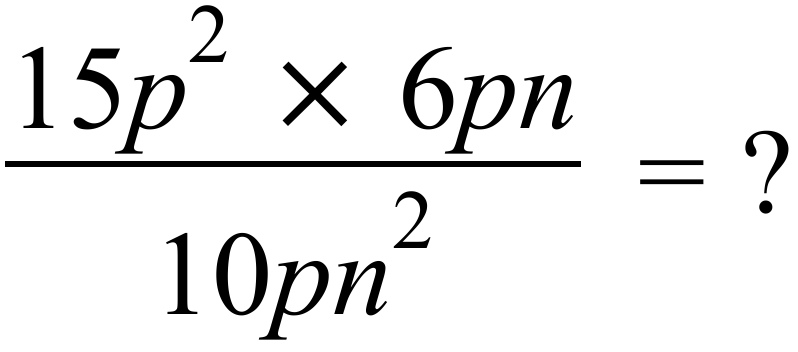 15p² × 6pn
10pn²
= ?